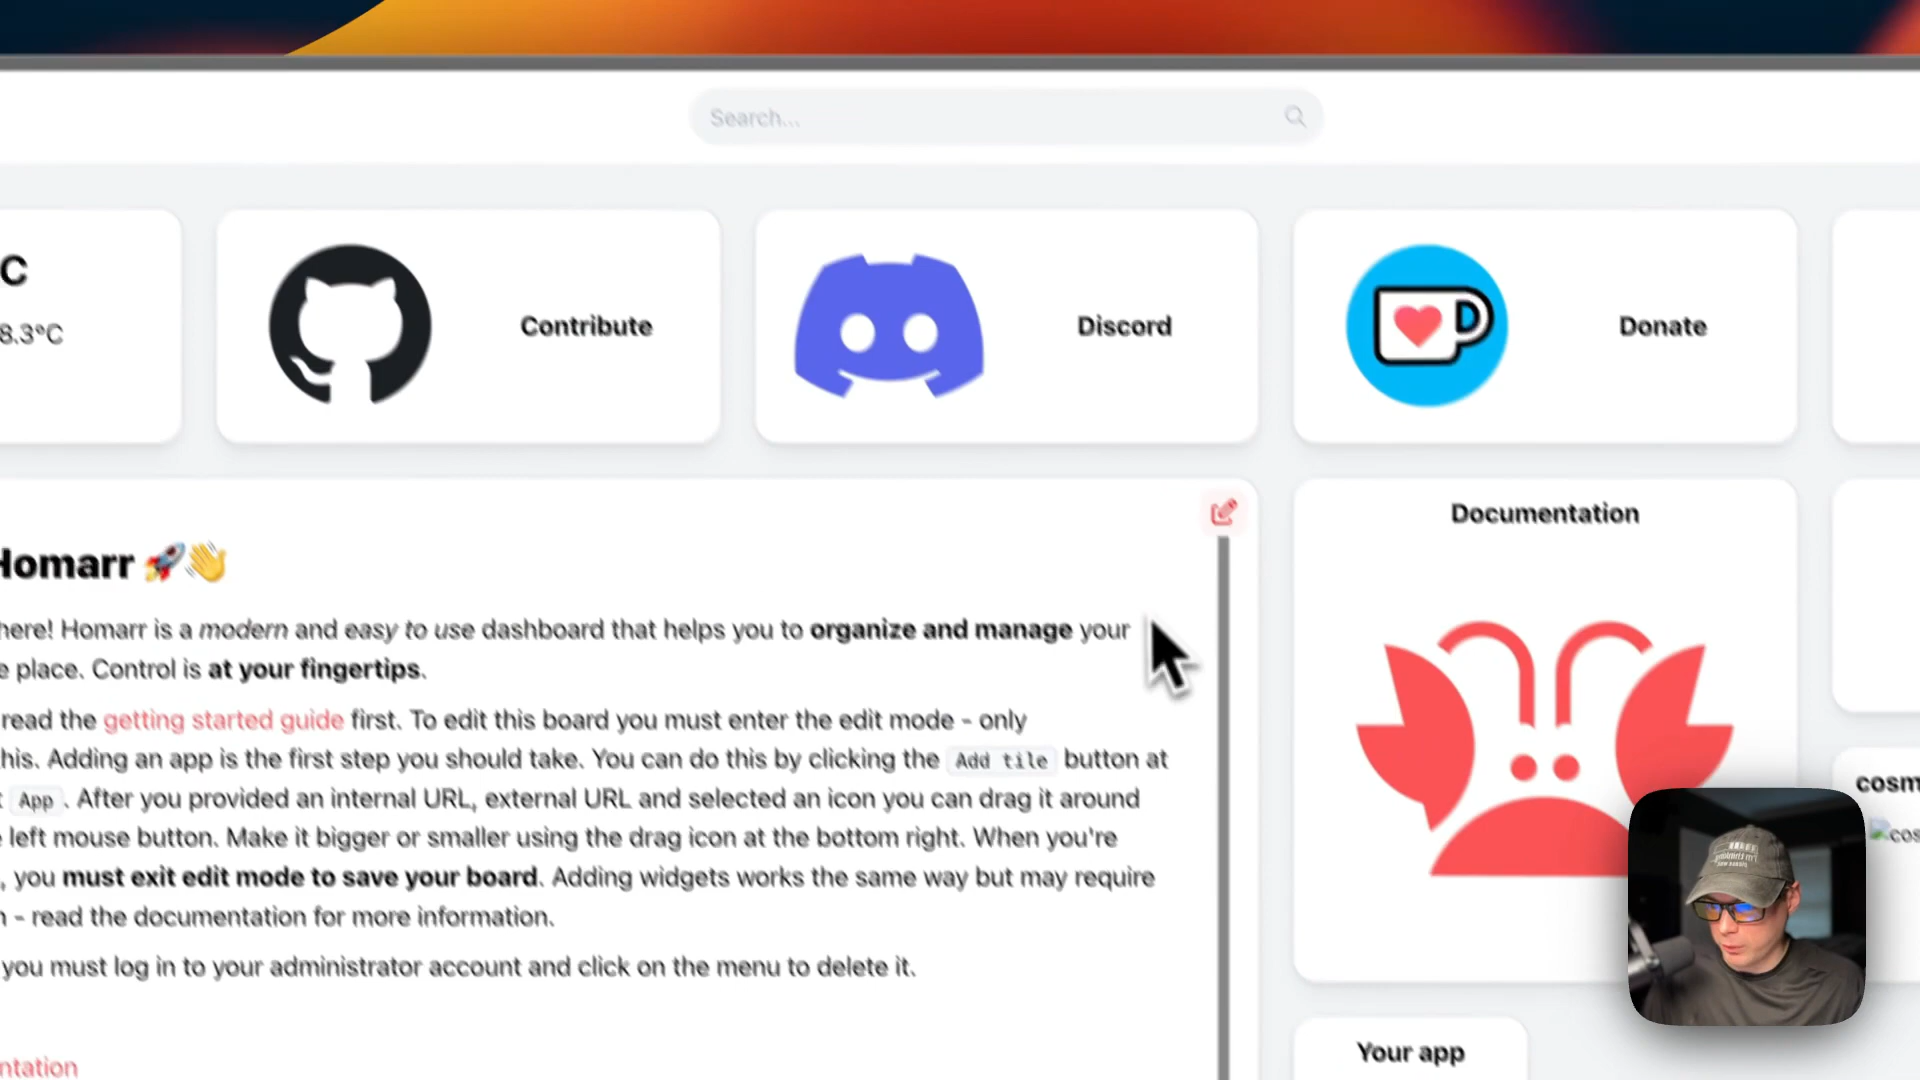 Search...
C
8.3°C
Contribute
Discord
Donate
Homarr 🚀👋
here! Homarr is a modern and easy to use dashboard that helps you to organize and manage your
e place. Control is at your fingertips.
read the getting started guide first. To edit this board you must enter the edit mode - only
his. Adding an app is the first step you should take. You can do this by clicking the Add tile button at
App. After you provided an internal URL, external URL and selected an icon you can drag it around
left mouse button. Make it bigger or smaller using the drag icon at the bottom right. When you're
, you must exit edit mode to save your board. Adding widgets works the same way but may require
n - read the documentation for more information.
you must log in to your administrator account and click on the menu to delete it.
ntation
Documentation
cosm
cos
Your app